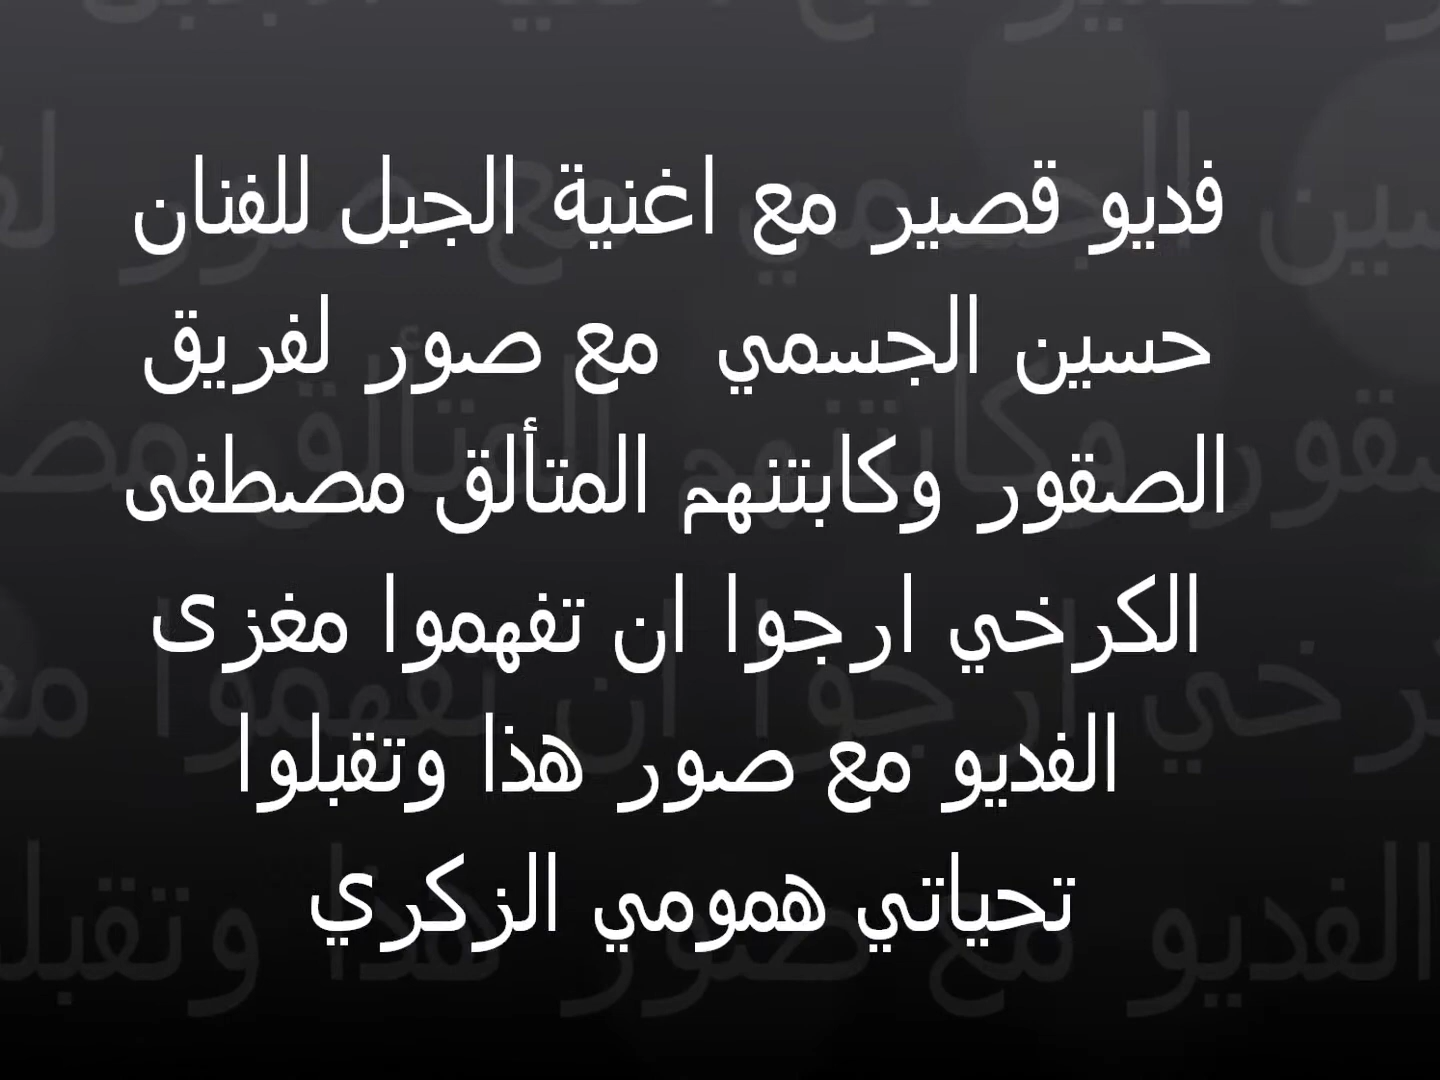 فديو قصير مع اغنية الجبل للفنان
حسين الجسمي مع صور لفريق
الصقور وكابتنهم المتألق مصطفى
الكرخي ارجوا ان تفهموا مغزى
الفديو مع صور هذا وتقبلوا
تحياتي همومي الزكري